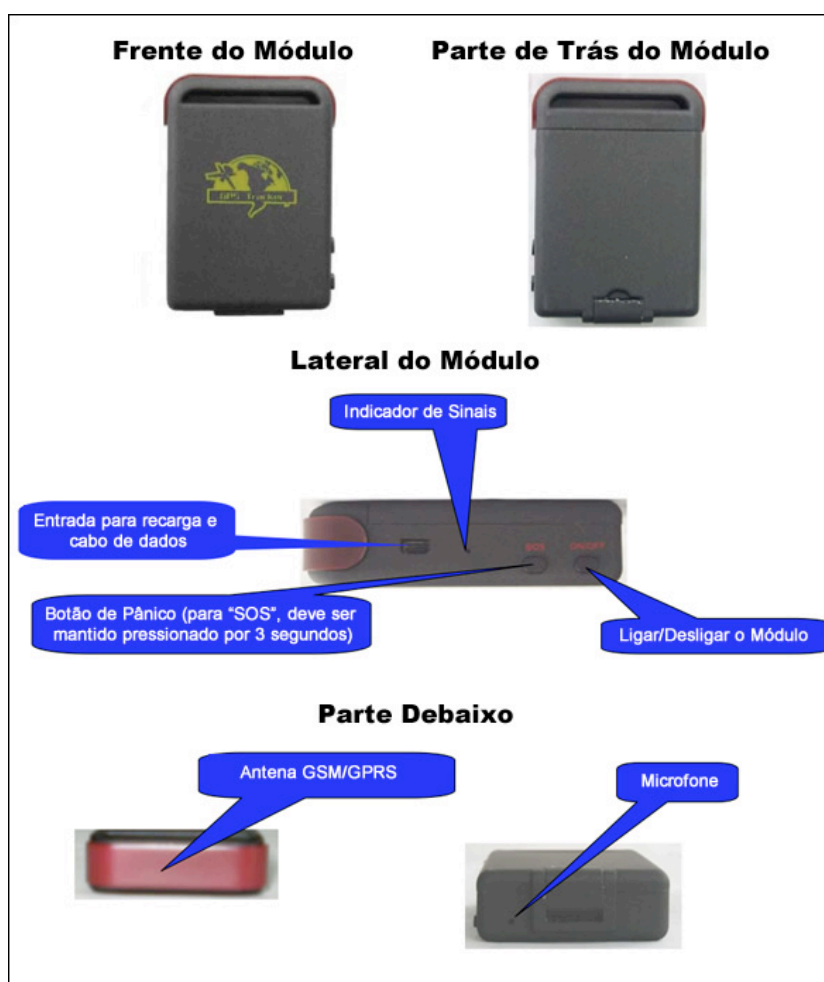 Frente do Módulo
Parte de Trás do Módulo
GPS Tracker
Lateral do Módulo
Indicador de Sinais
Entrada para recarga e
cabo de dados
SOS
ON/OFF
Botão de Pânico (para “SOS”, deve ser
mantido pressionado por 3 segundos)
Ligar/Desligar o Módulo
Parte Debaixo
Antena GSM/GPRS
Microfone